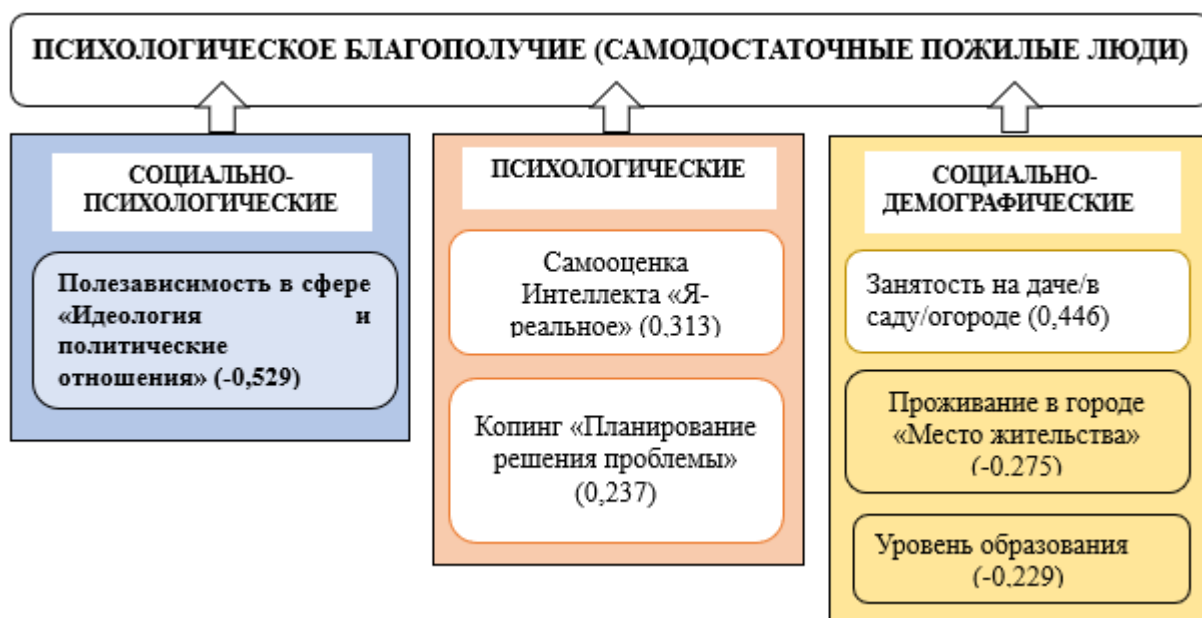 ПСИХОЛОГИЧЕСКОЕ БЛАГОПОЛУЧИЕ (САМОДОСТАТОЧНЫЕ ПОЖИЛЫЕ ЛЮДИ)
СОЦИАЛЬНО-
ПСИХОЛОГИЧЕСКИЕ
Полезависимость в сфере
«Идеология и
политические
отношения» (-0,529)
ПСИХОЛОГИЧЕСКИЕ
Самооценка
Интеллекта «Я-
реальное» (0,313)
Копинг «Планирование
решения проблемы»
(0,237)
СОЦИАЛЬНО-
ДЕМОГРАФИЧЕСКИЕ
Занятость на даче/в
саду/огороде (0,446)
Проживание в городе
«Место жительства»
(-0,275)
Уровень образования
(-0,229)